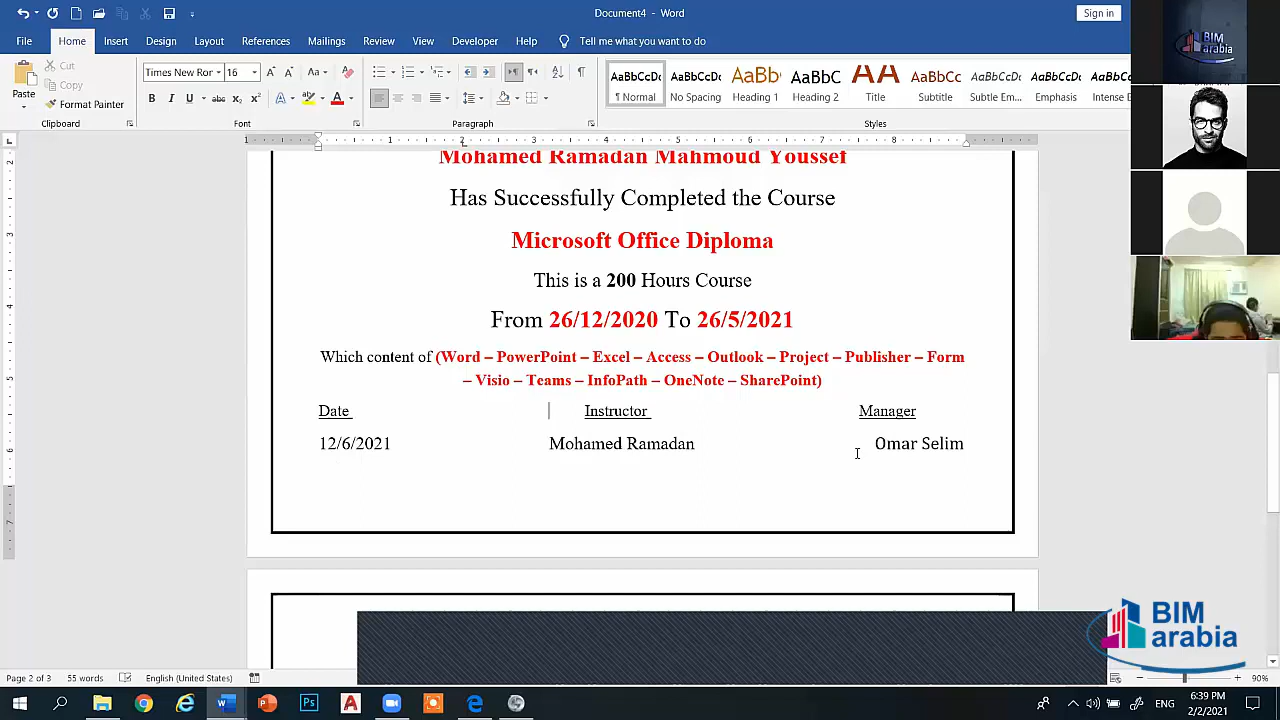 Document4 - Word
Sign in
File Home Insert Design Layout References Mailings Review View Developer Help Tell me what you want to do
Paste
Cut
Copy
Format Painter
Clipboard
Times New Ror 16
Font
Paragraph
AaBbCcDc AaBbCcDc AaBb AaBbC AA AaBbCc AaBbCcDc AaBbCcDc AaBbCc
¶ Normal No Spacing Heading 1 Heading 2 Title Subtitle Subtle Em... Emphasis Intense E
Styles
Mohamed Ramadan Mahmoud Youssef
Has Successfully Completed the Course
Microsoft Office Diploma
This is a 200 Hours Course
From 26/12/2020 To 26/5/2021
Which content of (Word – PowerPoint – Excel – Access – Outlook – Project – Publisher – Form
– Visio – Teams – InfoPath – OneNote – SharePoint)
Date Instructor Manager
12/6/2021 Mohamed Ramadan Omar Selim
BIM
arabia
BIM
arabia
Page 2 of 3 55 words English (United States) 90%
ENG
6:39 PM
2/2/2021